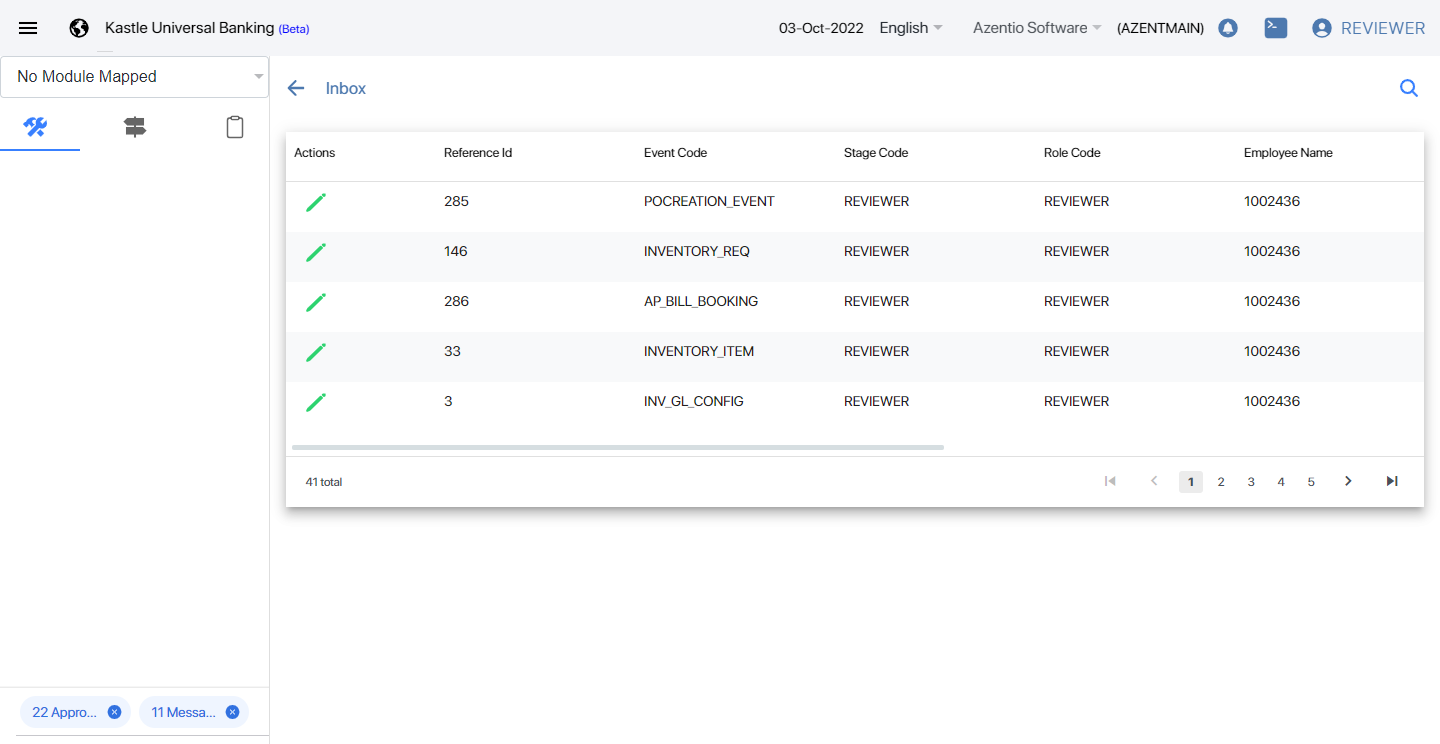 Kastle Universal Banking (Beta) 03-Oct-2022 English Azentio Software (AZENTMAIN) REVIEWER
No Module Mapped
Inbox
Actions Reference Id Event Code Stage Code Role Code Employee Name
285 POCREATION_EVENT REVIEWER REVIEWER 1002436
146 INVENTORY_REQ REVIEWER REVIEWER 1002436
286 AP_BILL_BOOKING REVIEWER REVIEWER 1002436
33 INVENTORY_ITEM REVIEWER REVIEWER 1002436
3 INV_GL_CONFIG REVIEWER REVIEWER 1002436
41 total 1 2 3 4 5
22 Appro... 11 Messa...